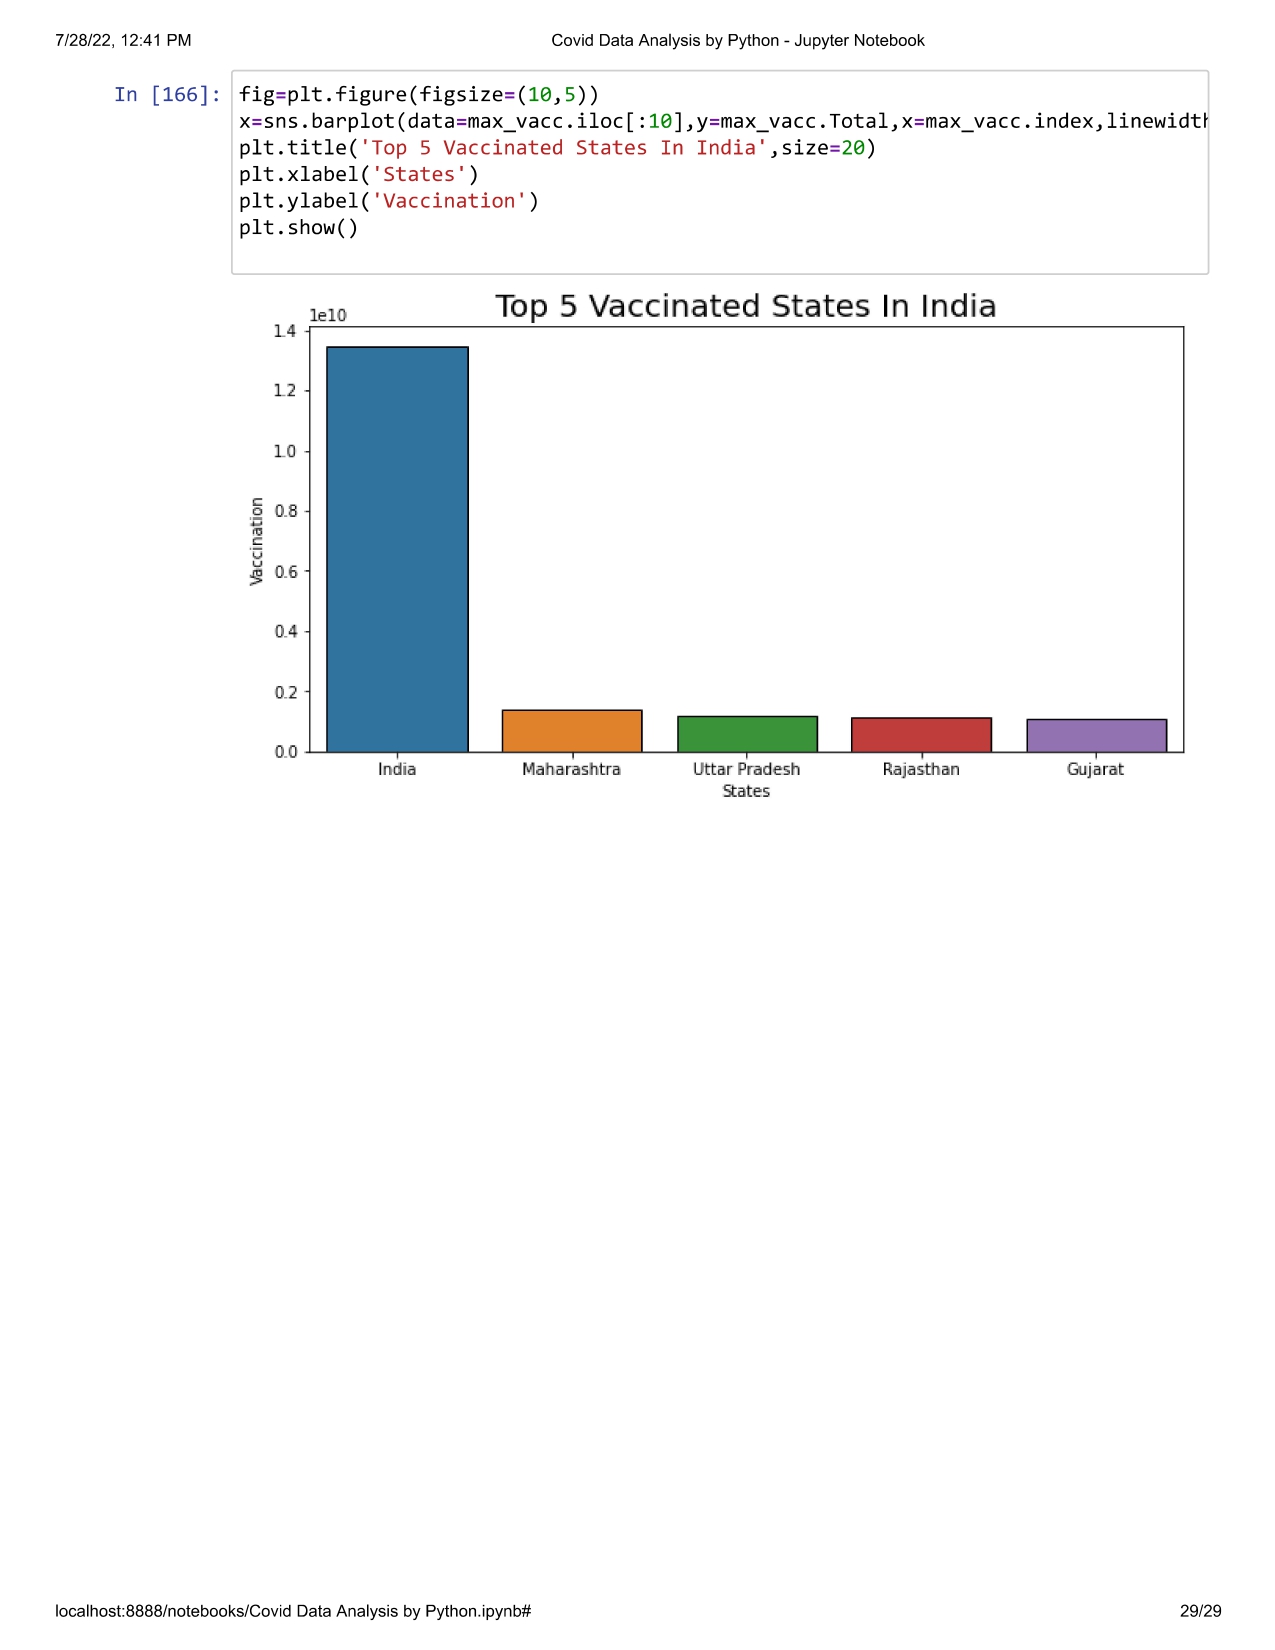 7/28/22, 12:41 PM Covid Data Analysis by Python - Jupyter Notebook
In [166]: fig=plt.figure(figsize=(10,5))
x=sns.barplot(data=max_vacc.iloc[:10],y=max_vacc.Total,x=max_vacc.index,linewidth
plt.title('Top 5 Vaccinated States In India',size=20)
plt.xlabel('States')
plt.ylabel('Vaccination')
plt.show()
Top 5 Vaccinated States In India
1e10
1.4
1.2
1.0
0.8
0.6
0.4
0.2
0.0
Vaccination
India Maharashtra Uttar Pradesh Rajasthan Gujarat
States
localhost:8888/notebooks/Covid Data Analysis by Python.ipynb# 29/29